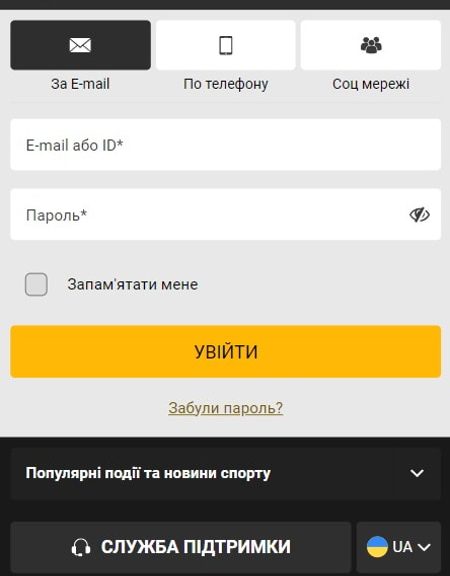 За E-mail
По телефону
Соц мережі
E-mail або ID*
Пароль*
Запам'ятати мене
УВІЙТИ
Забули пароль?
Популярні події та новини спорту
СЛУЖБА ПІДТРИМКИ
UA